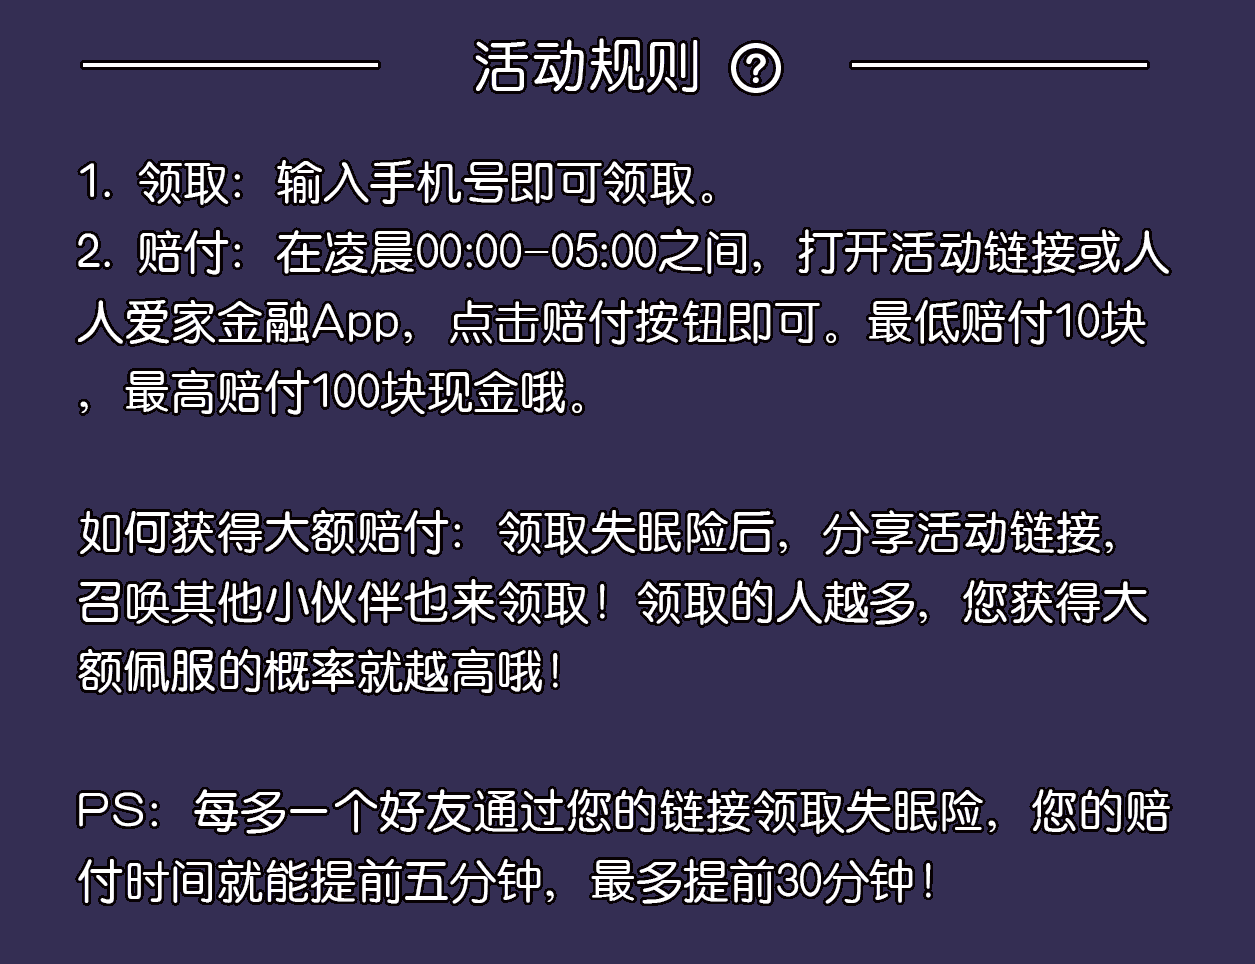 活动规则 ?
1. 领取：输入手机号即可领取。
2. 赔付：在凌晨00:00-05:00之间，打开活动链接或人
人爱家金融App，点击赔付按钮即可。最低赔付10块
，最高赔付100块现金哦。
如何获得大额赔付：领取失眠险后，分享活动链接，
召唤其他小伙伴也来领取！领取的人越多，您获得大
额佩服的概率就越高哦！
PS：每多一个好友通过您的链接领取失眠险，您的赔
付时间就能提前五分钟，最多提前30分钟！